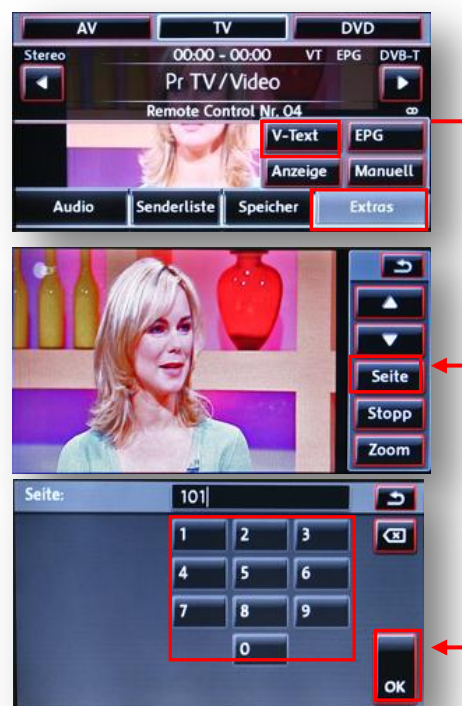 AV TV DVD
Stereo 00:00 - 00:00 VT EPG DVB-T
Pr TV/Video
Remote Control Nr. 04
V-Text EPG
Anzeige Manuell
Audio Senderliste Speicher Extras
Seite
Stopp
Zoom
Seite: 101
1 2 3
4 5 6
7 8 9
0
OK